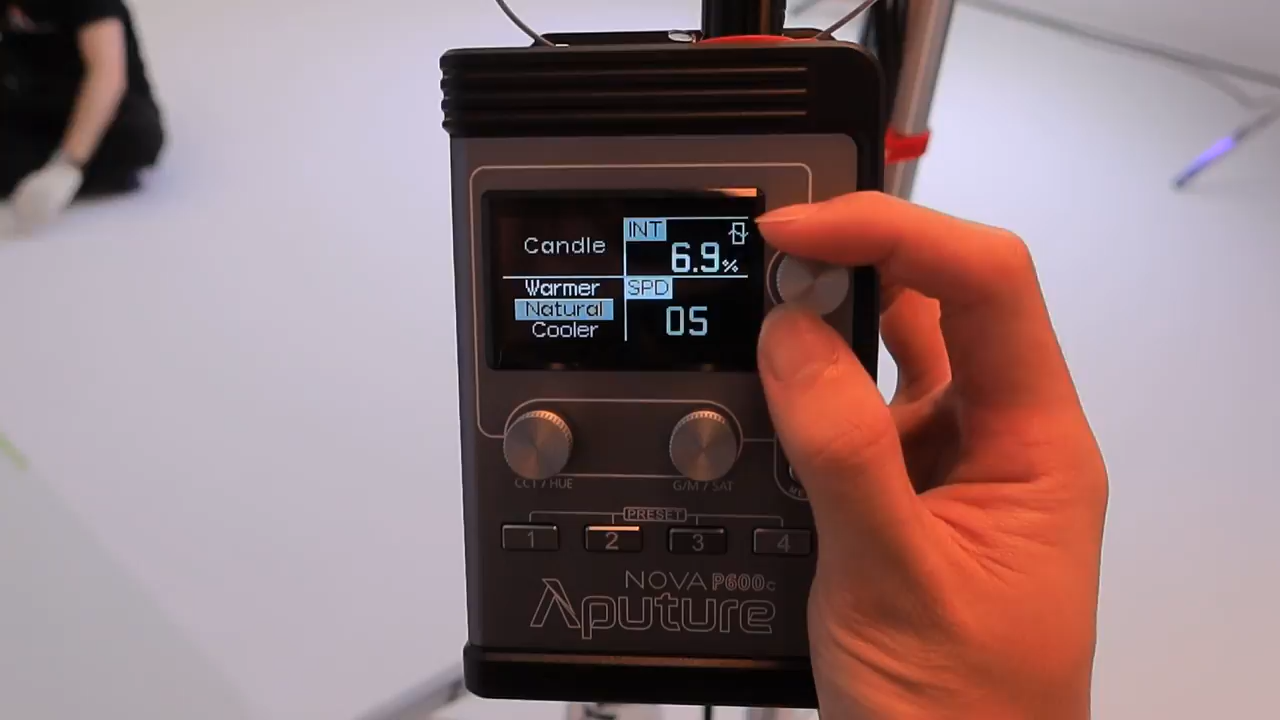 Candle
INT
6.9%
Warmer
Natural
Cooler
SPD
05
CCT / HUE
G/M / SAT
PRESET
1 2 3 4
NOVA P600c
Aputure